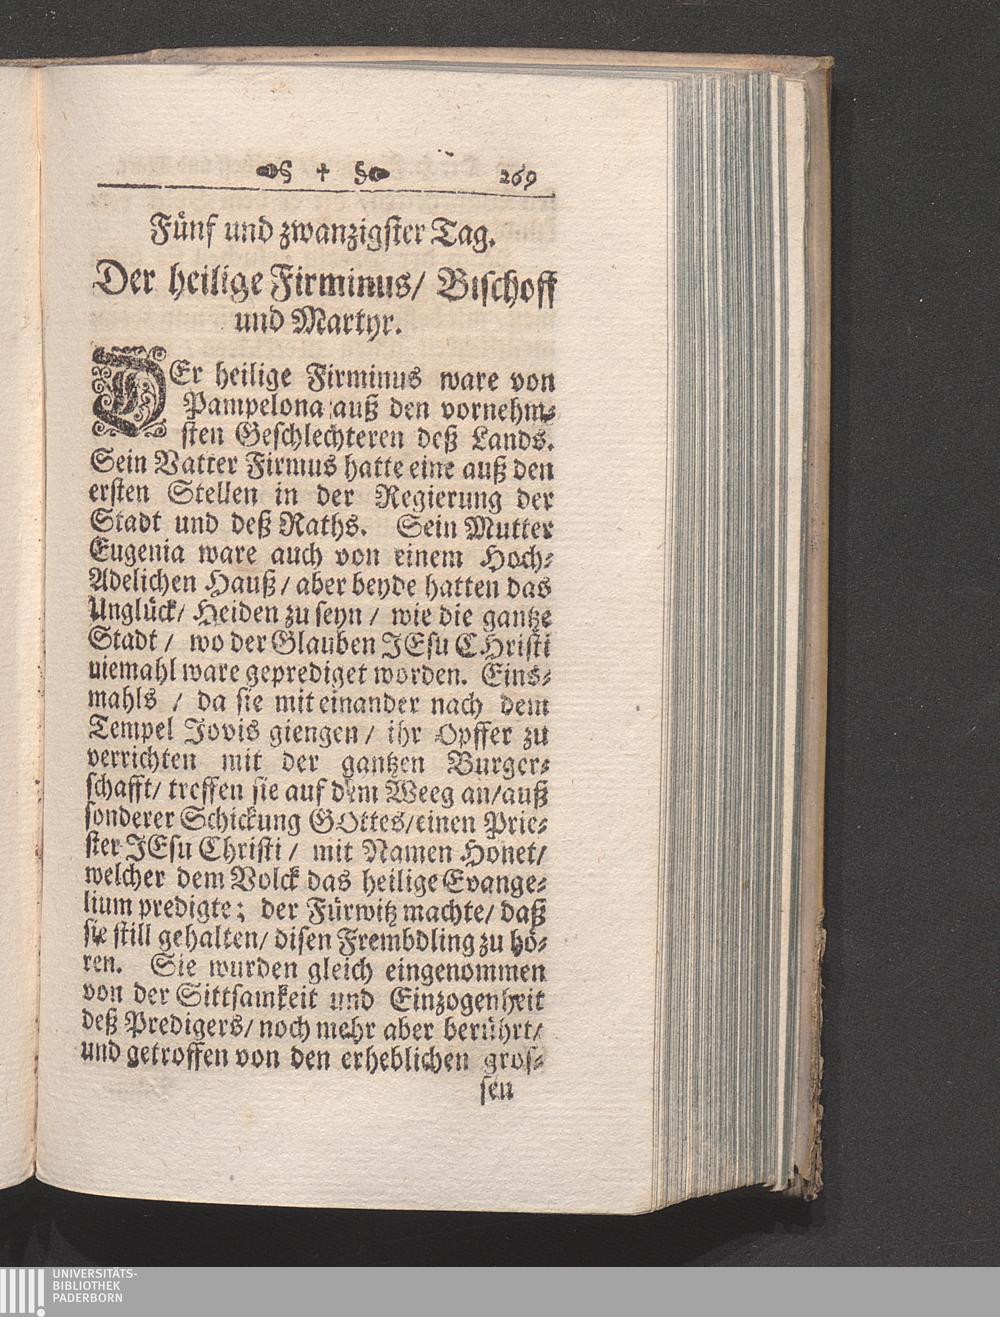 § † § 269
Fünf und zwanzigster Tag.
Der heilige Firminus/ Bischoff
und Martyr.
DEr heilige Firminus ware von
Pampelona auß den vornehm⸗
sten Geschlechteren deß Lands.
Sein Vatter Firmus hatte eine auß den
ersten Stellen in der Regierung der
Stadt und deß Raths. Sein Mutter
Eugenia ware auch von einem Hoch⸗
Adelichen Hauß / aber beyde hatten das
Unglück/ Heiden zu seyn / wie die gantze
Stadt / wo der Glauben JEsu CHristi
niemahl ware geprediget worden. Eins⸗
mahls / da sie mit einander nach dem
Tempel Jovis giengen / ihr Opffer zu
verrichten mit der gantzen Burger⸗
schafft/ treffen sie auf dem Weeg an/auß
sonderer Schickung GOttes/einen Prie⸗
ster JEsu Christi / mit Namen Honet/
welcher dem Volck das heilige Evange⸗
lium predigte; der Fürwitz machte/ daß
sie still gehalten/ disen Frembdling zu hö⸗
ren. Sie wurden gleich eingenommen
von der Sittsamkeit und Einzogenheit
deß Predigers/ noch mehr aber berührt/
und getroffen von den erheblichen gros⸗
sen
UNIVERSITÄTS-
BIBLIOTHEK
PADERBORN